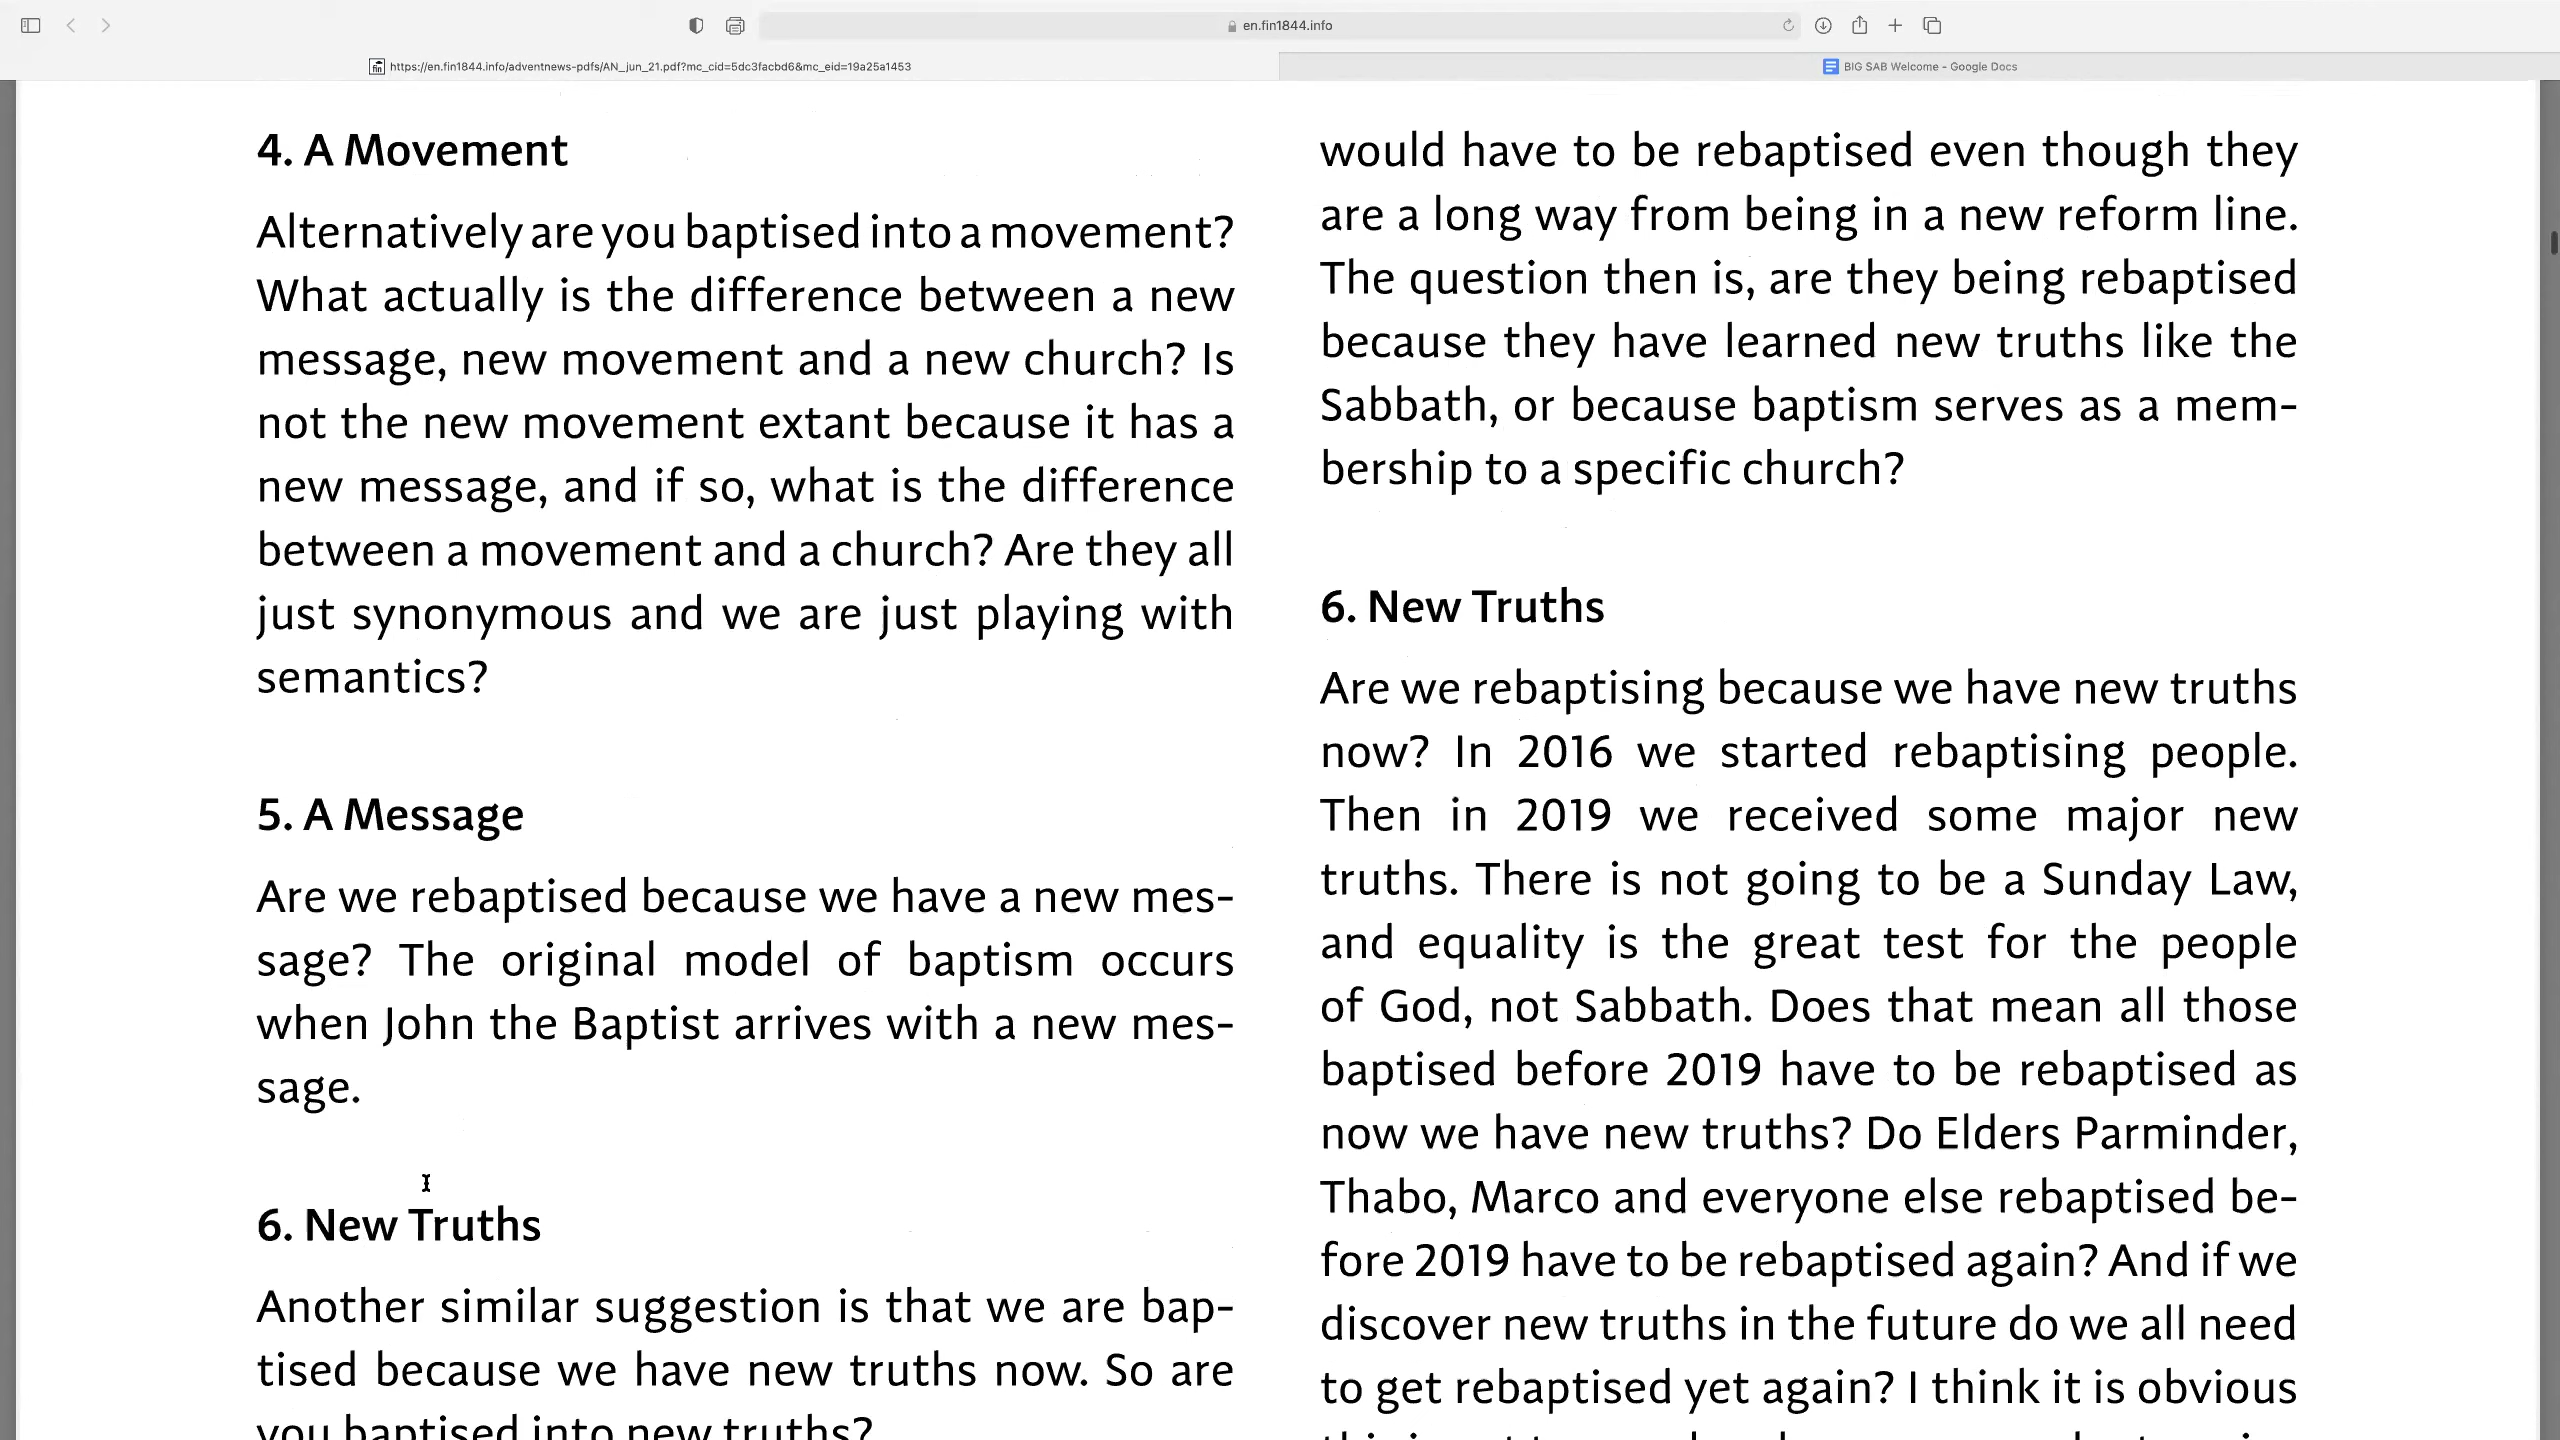 en.fin1844.info
https://en.fin1844.info/adventnews-pdfs/AN_jun_21.pdf?mc_cid=5dc3facbd6&mc_eid=19a25a1453
BIG SAB Welcome - Google Docs
4. A Movement
Alternatively are you baptised into a movement?
What actually is the difference between a new
message, new movement and a new church? Is
not the new movement extant because it has a
new message, and if so, what is the difference
between a movement and a church? Are they all
just synonymous and we are just playing with
semantics?
5. A Message
Are we rebaptised because we have a new mes-
sage? The original model of baptism occurs
when John the Baptist arrives with a new mes-
sage.
6. New Truths
Another similar suggestion is that we are bap-
tised because we have new truths now. So are
you baptised into new truths?
would have to be rebaptised even though they
are a long way from being in a new reform line.
The question then is, are they being rebaptised
because they have learned new truths like the
Sabbath, or because baptism serves as a mem-
bership to a specific church?
6. New Truths
Are we rebaptising because we have new truths
now? In 2016 we started rebaptising people.
Then in 2019 we received some major new
truths. There is not going to be a Sunday Law,
and equality is the great test for the people
of God, not Sabbath. Does that mean all those
baptised before 2019 have to be rebaptised as
now we have new truths? Do Elders Parminder,
Thabo, Marco and everyone else rebaptised be-
fore 2019 have to be rebaptised again? And if we
discover new truths in the future do we all need
to get rebaptised yet again? I think it is obvious